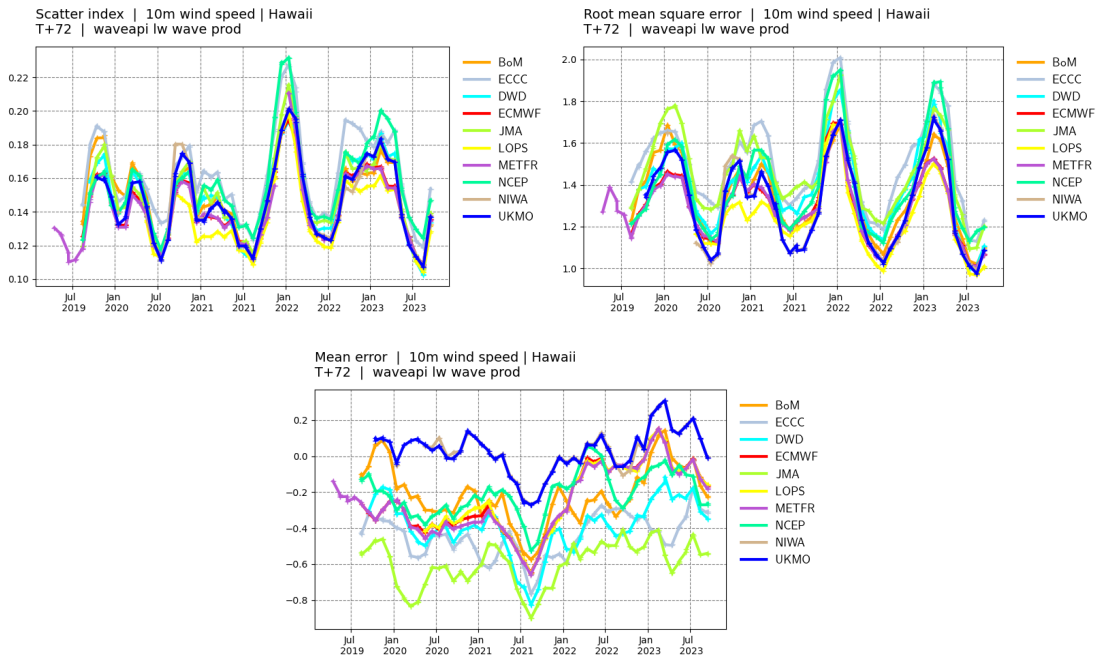 Scatter index | 10m wind speed | Hawaii
T+72 | waveapi lw wave prod
0.22
0.20
0.18
0.16
0.14
0.12
0.10
Jul 2019
Jan 2020
Jul 2020
Jan 2021
Jul 2021
Jan 2022
Jul 2022
Jan 2023
Jul 2023
BoM
ECCC
DWD
ECMWF
JMA
LOPS
METFR
NCEP
NIWA
UKMO
Root mean square error | 10m wind speed | Hawaii
T+72 | waveapi lw wave prod
2.0
1.8
1.6
1.4
1.2
1.0
Jul 2019
Jan 2020
Jul 2020
Jan 2021
Jul 2021
Jan 2022
Jul 2022
Jan 2023
Jul 2023
BoM
ECCC
DWD
ECMWF
JMA
LOPS
METFR
NCEP
NIWA
UKMO
Mean error | 10m wind speed | Hawaii
T+72 | waveapi lw wave prod
0.2
0.0
−0.2
−0.4
−0.6
−0.8
Jul 2019
Jan 2020
Jul 2020
Jan 2021
Jul 2021
Jan 2022
Jul 2022
Jan 2023
Jul 2023
BoM
ECCC
DWD
ECMWF
JMA
LOPS
METFR
NCEP
NIWA
UKMO